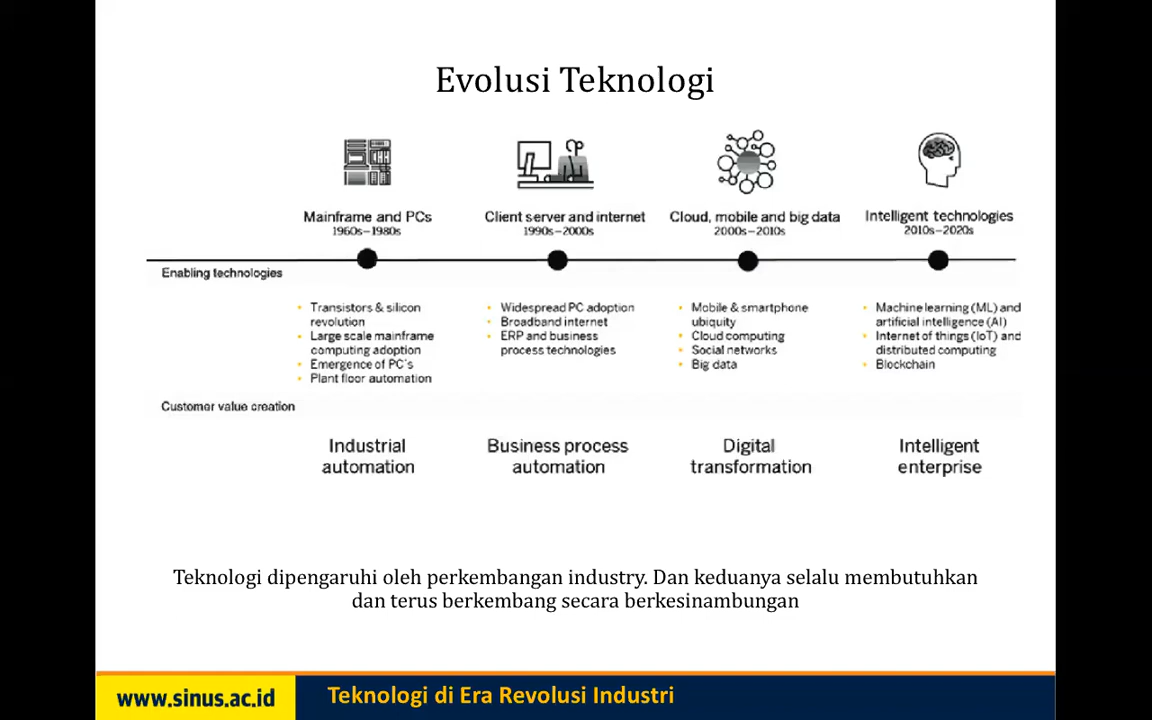 Evolusi Teknologi
Mainframe and PCs
1960s–1980s
Client server and internet
1990s–2000s
Cloud, mobile and big data
2000s–2010s
Intelligent technologies
2010s–2020s
Enabling technologies
• Transistors & silicon
revolution
• Large scale mainframe
computing adoption
• Emergence of PC's
• Plant floor automation
• Widespread PC adoption
• Broadband internet
• ERP and business
process technologies
• Mobile & smartphone
ubiquity
• Cloud computing
• Social networks
• Big data
• Machine learning (ML) and
artificial intelligence (AI)
• Internet of things (IoT) and
distributed computing
• Blockchain
Customer value creation
Industrial
automation
Business process
automation
Digital
transformation
Intelligent
enterprise
Teknologi dipengaruhi oleh perkembangan industry. Dan keduanya selalu membutuhkan
dan terus berkembang secara berkesinambungan
www.sinus.ac.id
Teknologi di Era Revolusi Industri